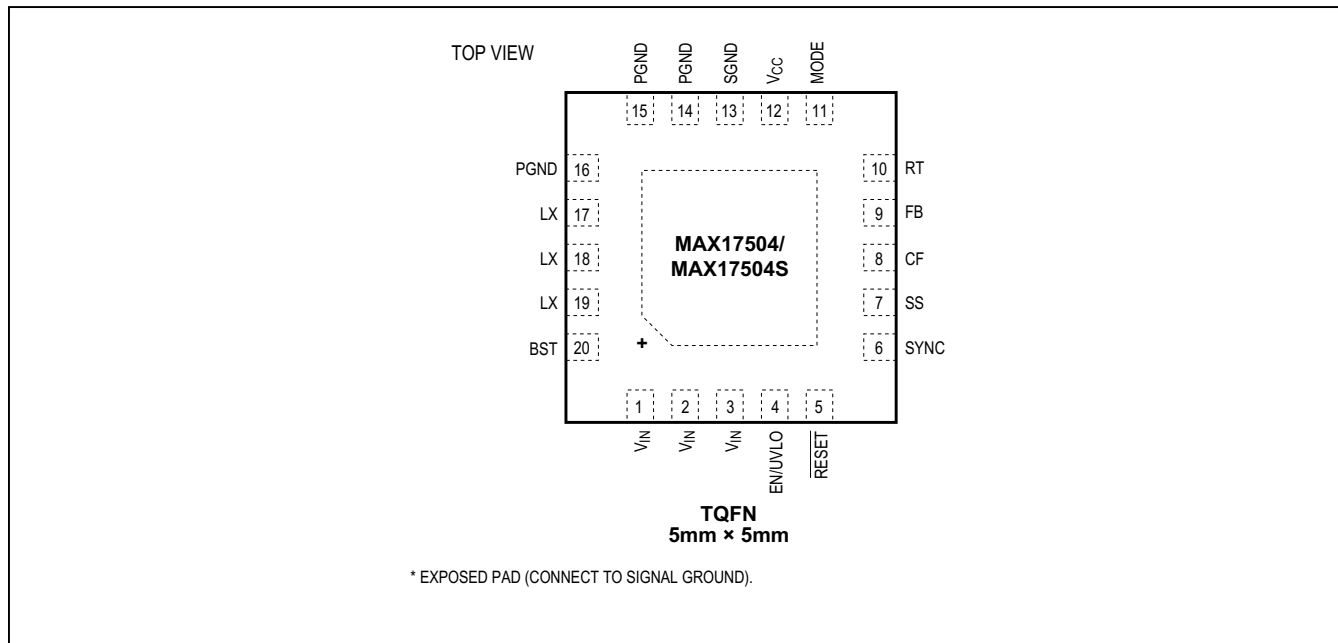 TOP VIEW
PGND
PGND
SGND
VCC
MODE
15
14
13
12
11
PGND 16
10 RT
LX 17
9 FB
MAX17504/
MAX17504S
LX 18
8 CF
LX 19
7 SS
BST 20
+
6 SYNC
1
2
3
4
5
VIN
VIN
VIN
EN/UVLO
RESET
TQFN
5mm × 5mm
* EXPOSED PAD (CONNECT TO SIGNAL GROUND).